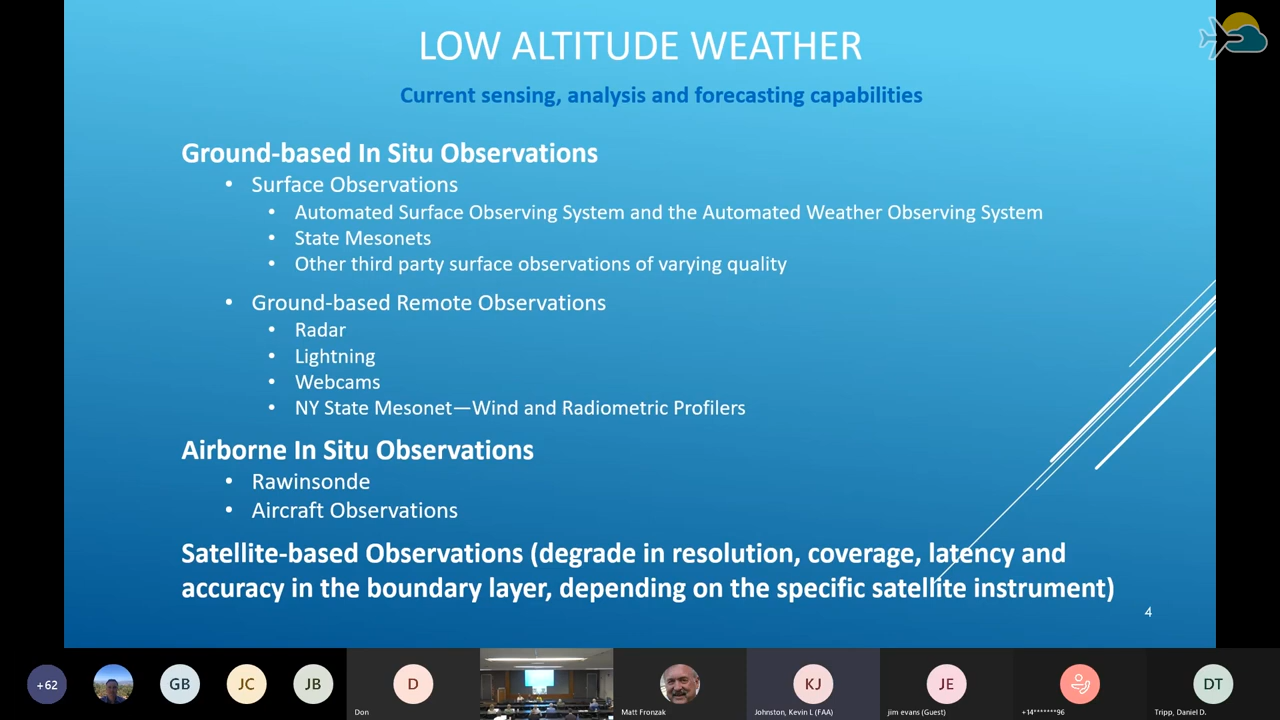 LOW ALTITUDE WEATHER
Current sensing, analysis and forecasting capabilities
Ground-based In Situ Observations
• Surface Observations
• Automated Surface Observing System and the Automated Weather Observing System
• State Mesonets
• Other third party surface observations of varying quality
• Ground-based Remote Observations
• Radar
• Lightning
• Webcams
• NY State Mesonet—Wind and Radiometric Profilers
Airborne In Situ Observations
• Rawinsonde
• Aircraft Observations
Satellite-based Observations (degrade in resolution, coverage, latency and
accuracy in the boundary layer, depending on the specific satellite instrument)
4
+62
GB
JC
JB
D
Don
Matt Fronzak
KJ
Johnston, Kevin L (FAA)
JE
jim evans (Guest)
+14*******96
DT
Tripp, Daniel D.